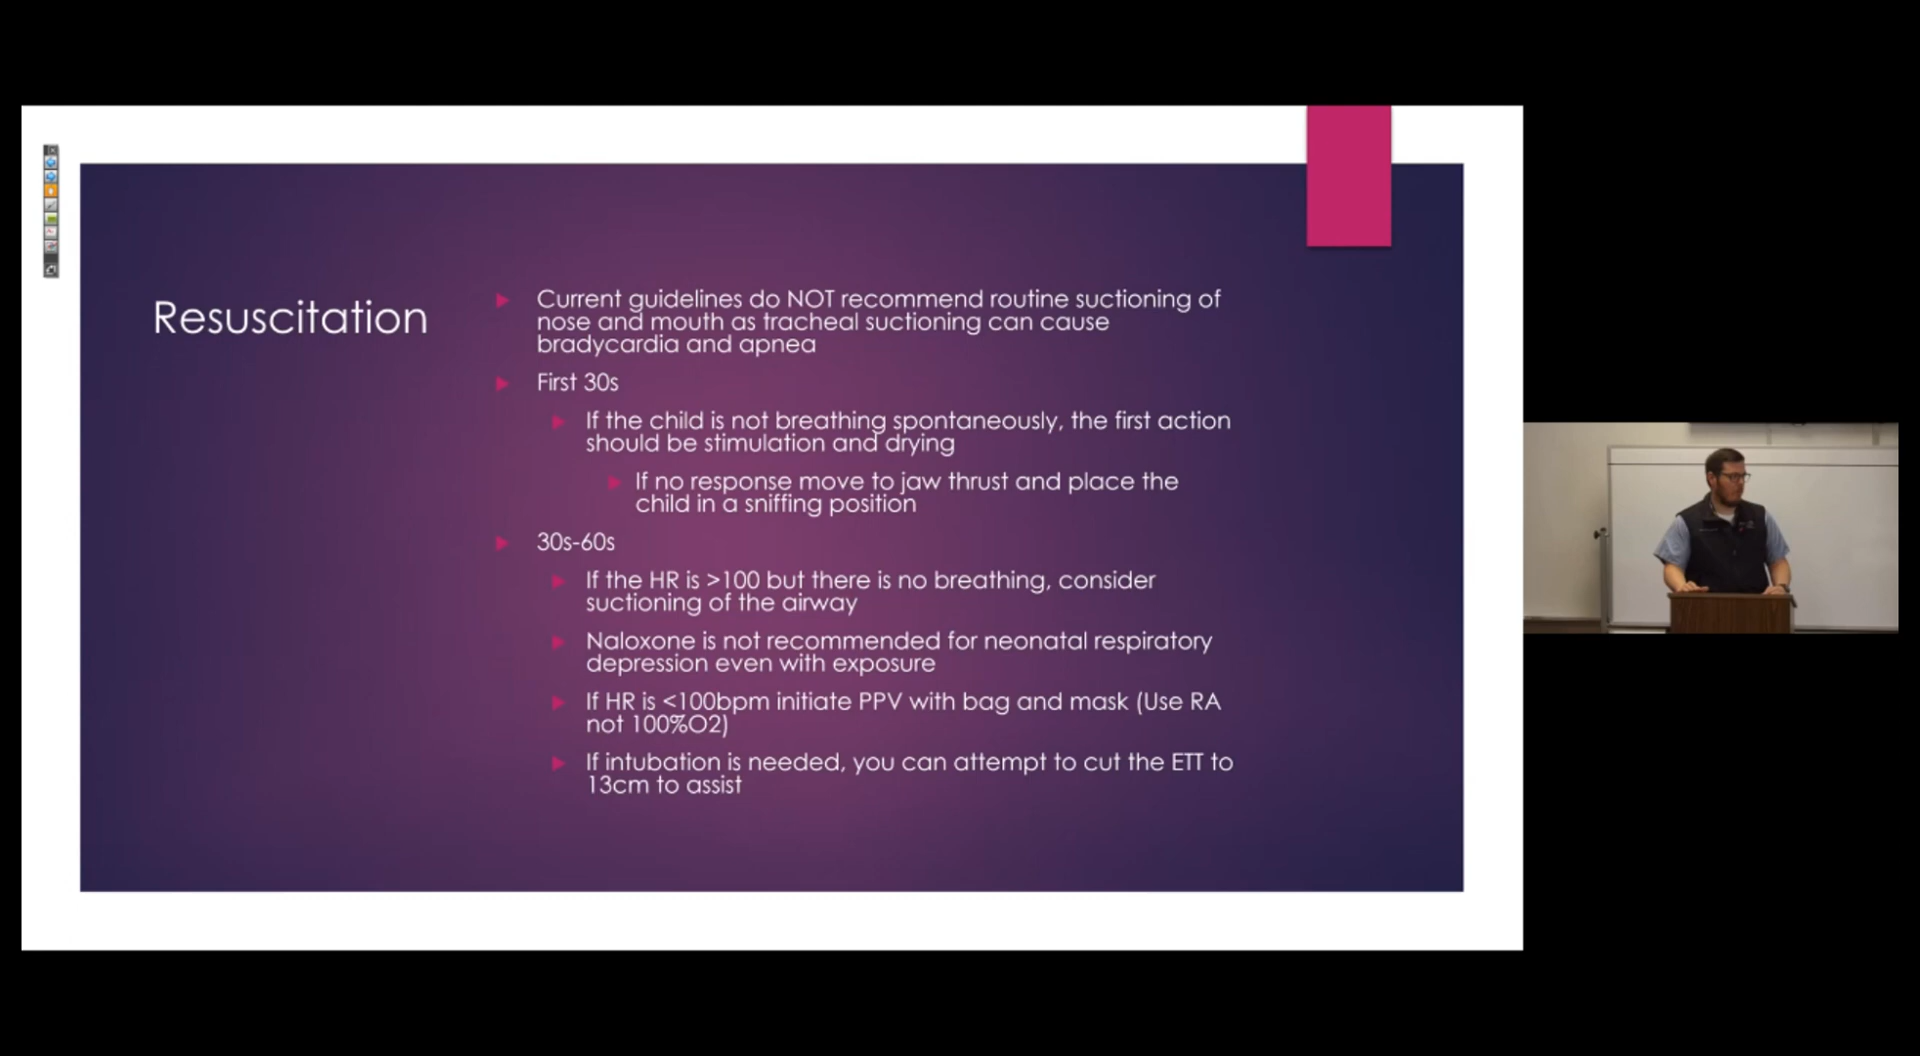 Resuscitation
Current guidelines do NOT recommend routine suctioning of
nose and mouth as tracheal suctioning can cause
bradycardia and apnea
First 30s
If the child is not breathing spontaneously, the first action
should be stimulation and drying
If no response move to jaw thrust and place the
child in a sniffing position
30s-60s
If the HR is >100 but there is no breathing, consider
suctioning of the airway
Naloxone is not recommended for neonatal respiratory
depression even with exposure
If HR is <100bpm initiate PPV with bag and mask (Use RA
not 100%O2)
If intubation is needed, you can attempt to cut the ETT to
13cm to assist